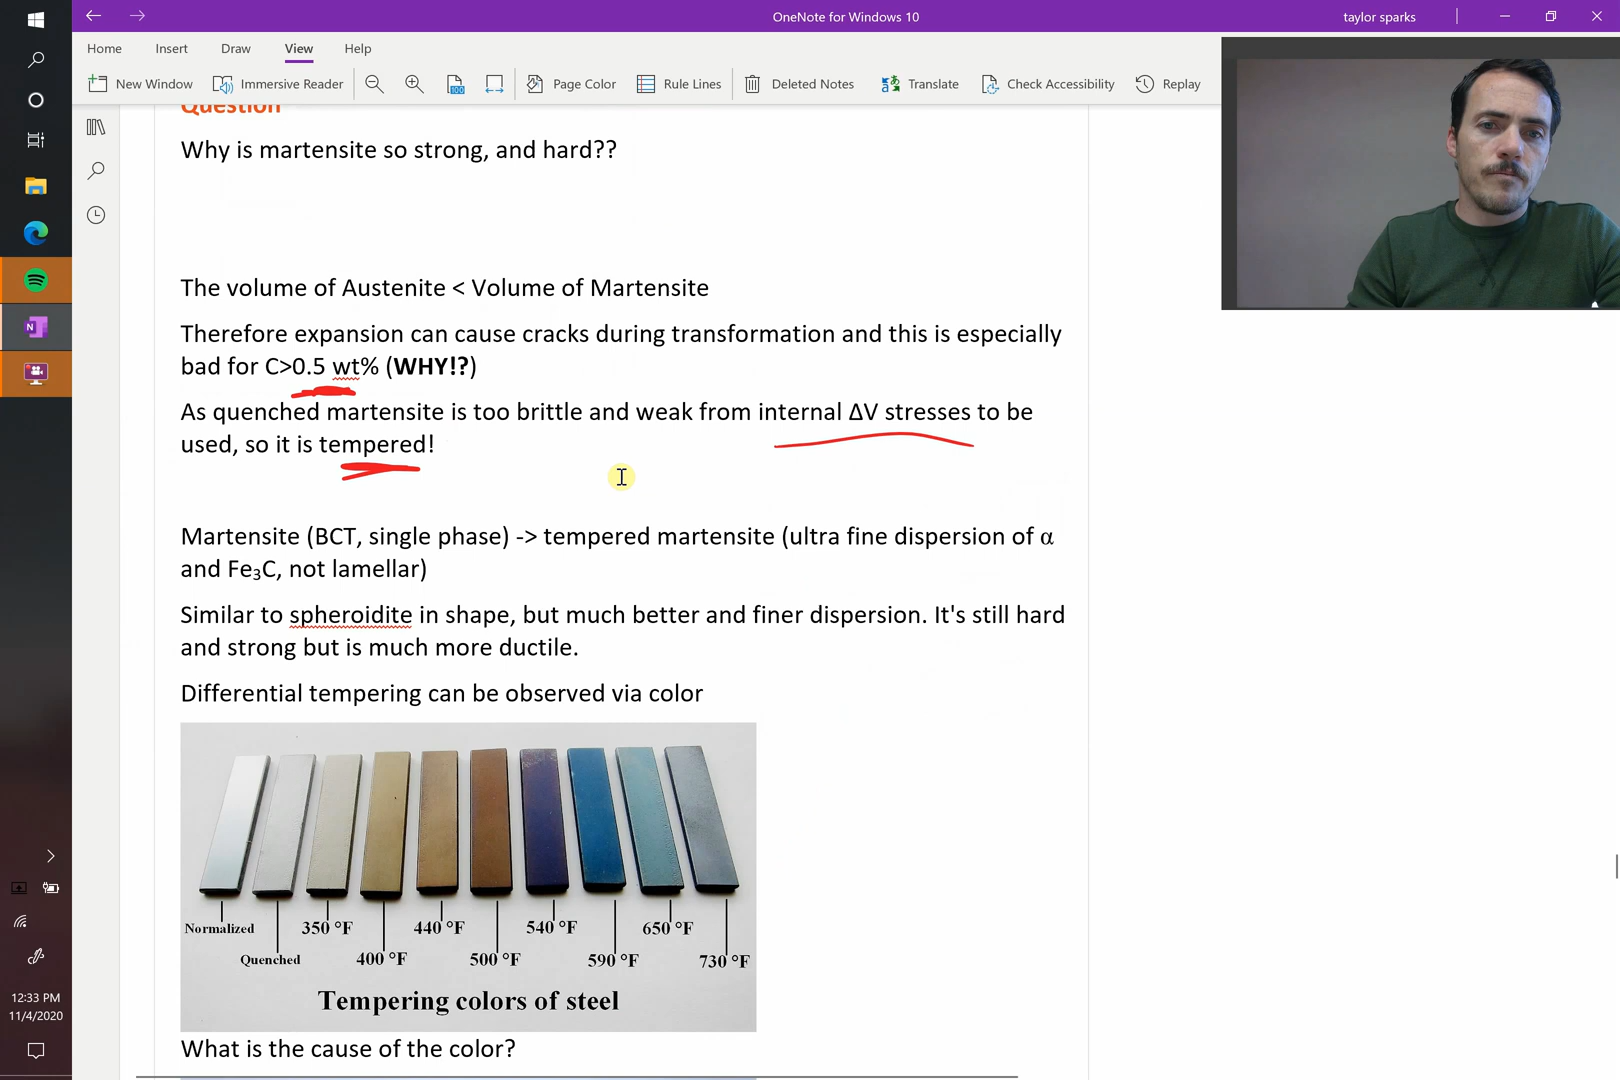 OneNote for Windows 10
taylor sparks
Home Insert Draw View Help
New Window Immersive Reader Page Color Rule Lines Deleted Notes Translate Check Accessibility Replay
Question
Why is martensite so strong, and hard??
The volume of Austenite < Volume of Martensite
Therefore expansion can cause cracks during transformation and this is especially
bad for C>0.5 wt% (WHY!?)
As quenched martensite is too brittle and weak from internal ΔV stresses to be
used, so it is tempered!
Martensite (BCT, single phase) -> tempered martensite (ultra fine dispersion of α
and Fe₃C, not lamellar)
Similar to spheroidite in shape, but much better and finer dispersion. It's still hard
and strong but is much more ductile.
Differential tempering can be observed via color
Normalized 350 °F 440 °F 540 °F 650 °F
Quenched 400 °F 500 °F 590 °F 730 °F
Tempering colors of steel
What is the cause of the color?
12:33 PM
11/4/2020